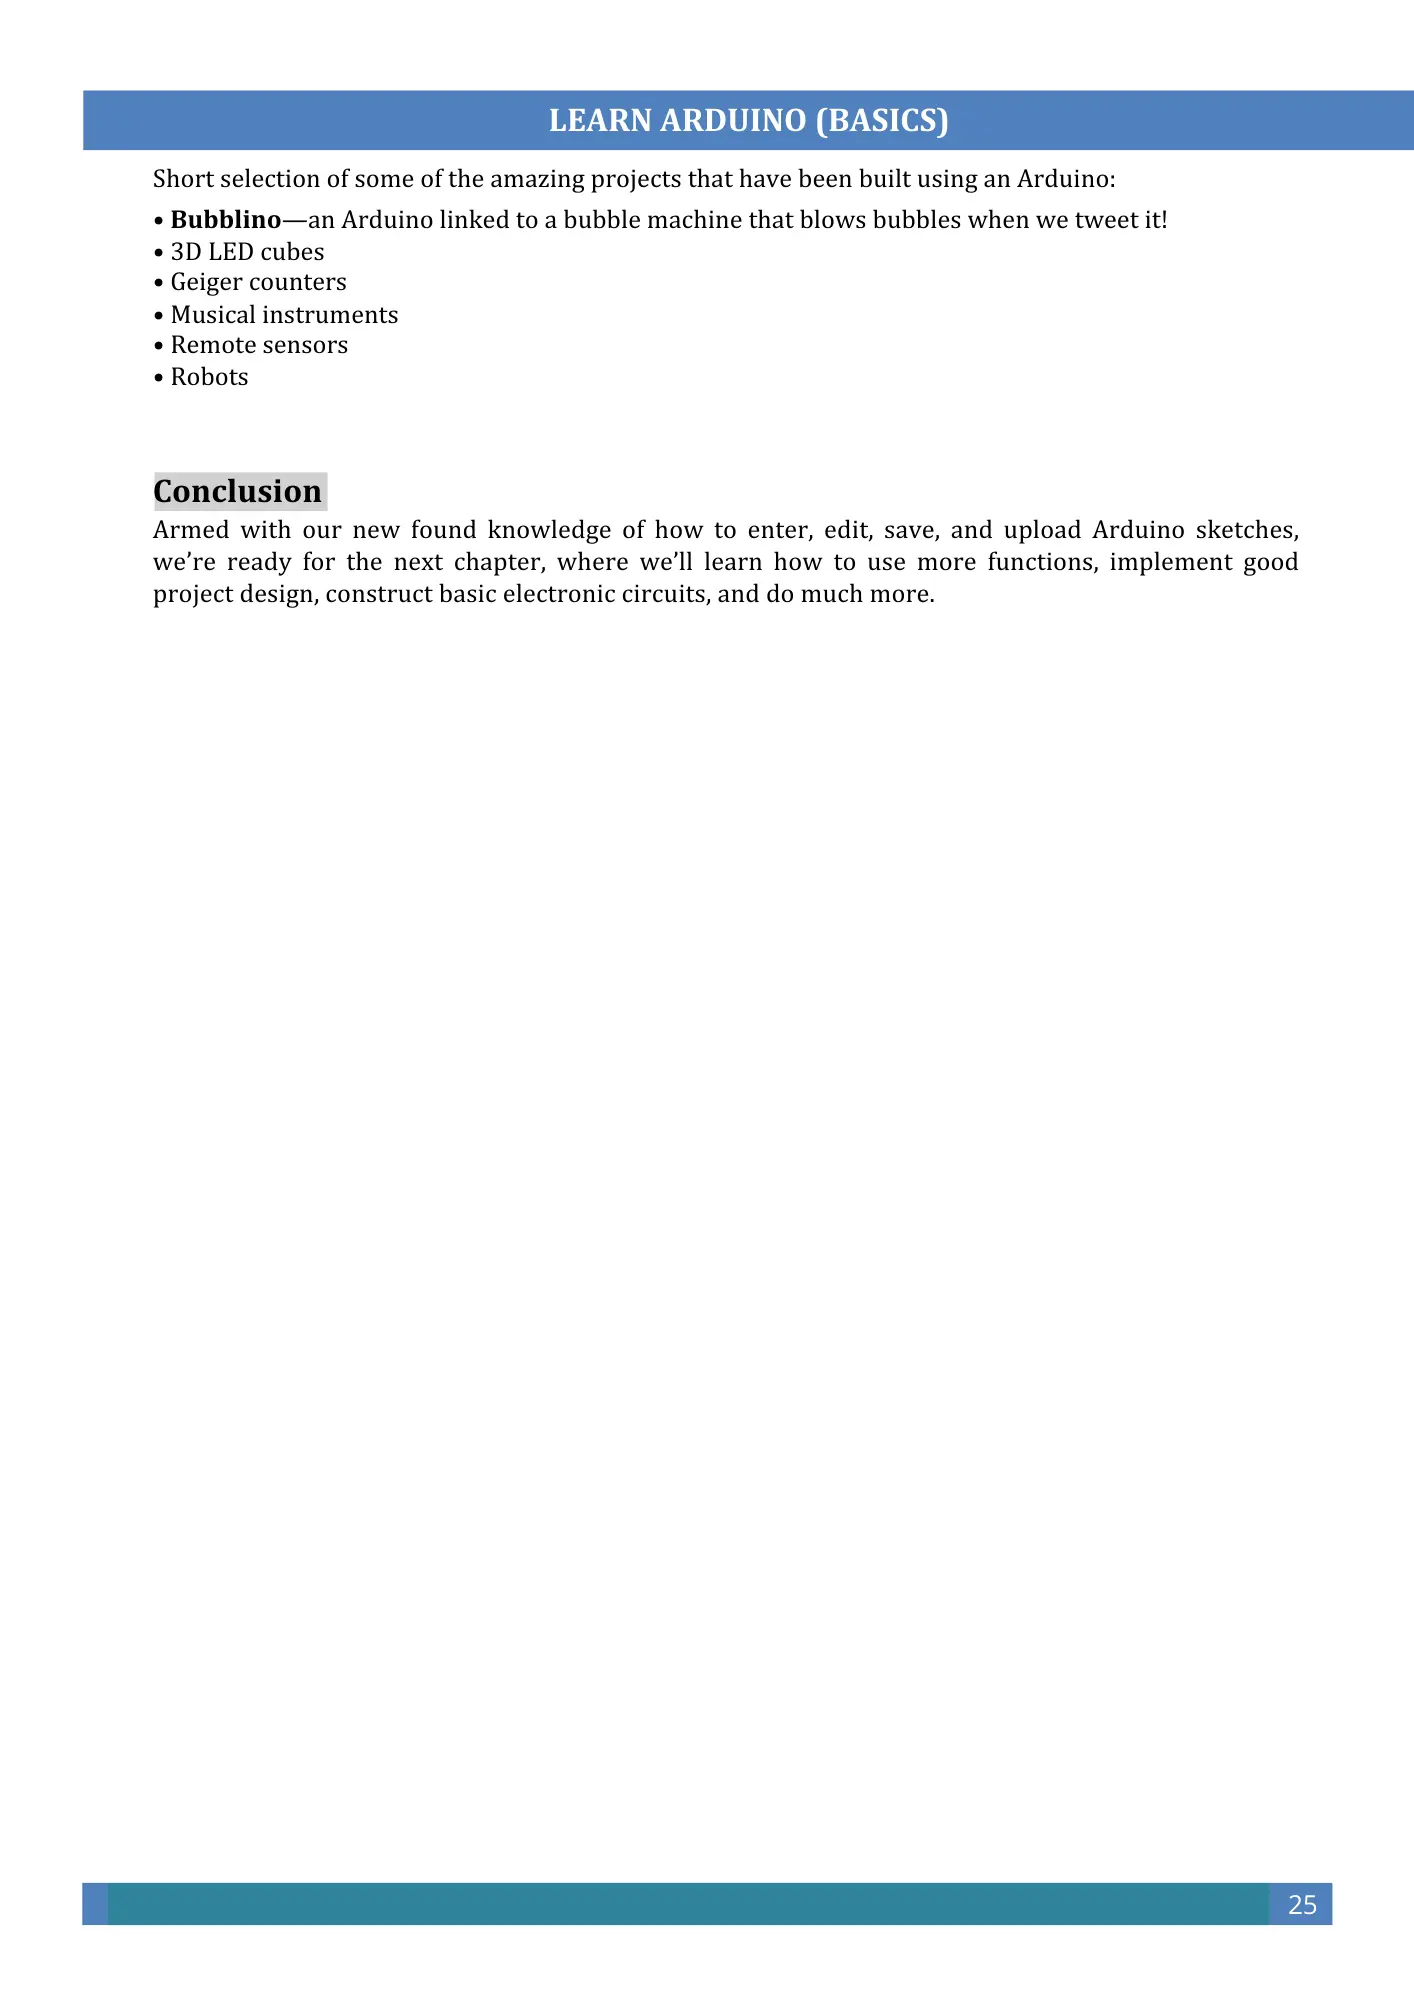 LEARN ARDUINO (BASICS)
Short selection of some of the amazing projects that have been built using an Arduino:
• Bubblino—an Arduino linked to a bubble machine that blows bubbles when we tweet it!
• 3D LED cubes
• Geiger counters
• Musical instruments
• Remote sensors
• Robots
Conclusion
Armed with our new found knowledge of how to enter, edit, save, and upload Arduino sketches,
we’re ready for the next chapter, where we’ll learn how to use more functions, implement good
project design, construct basic electronic circuits, and do much more.
25